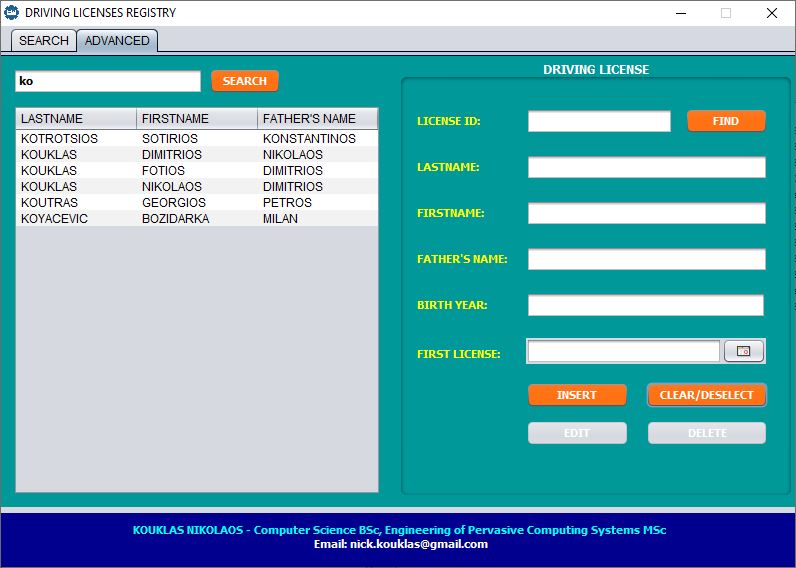 DRIVING LICENSES REGISTRY
SEARCH ADVANCED
ko SEARCH
LASTNAME FIRSTNAME FATHER'S NAME
KOTROTSIOS SOTIRIOS KONSTANTINOS
KOUKLAS DIMITRIOS NIKOLAOS
KOUKLAS FOTIOS DIMITRIOS
KOUKLAS NIKOLAOS DIMITRIOS
KOUTRAS GEORGIOS PETROS
KOYACEVIC BOZIDARKA MILAN
DRIVING LICENSE
LICENSE ID: FIND
LASTNAME:
FIRSTNAME:
FATHER'S NAME:
BIRTH YEAR:
FIRST LICENSE:
INSERT CLEAR/DESELECT
EDIT DELETE
KOUKLAS NIKOLAOS - Computer Science BSc, Engineering of Pervasive Computing Systems MSc
Email: nick.kouklas@gmail.com